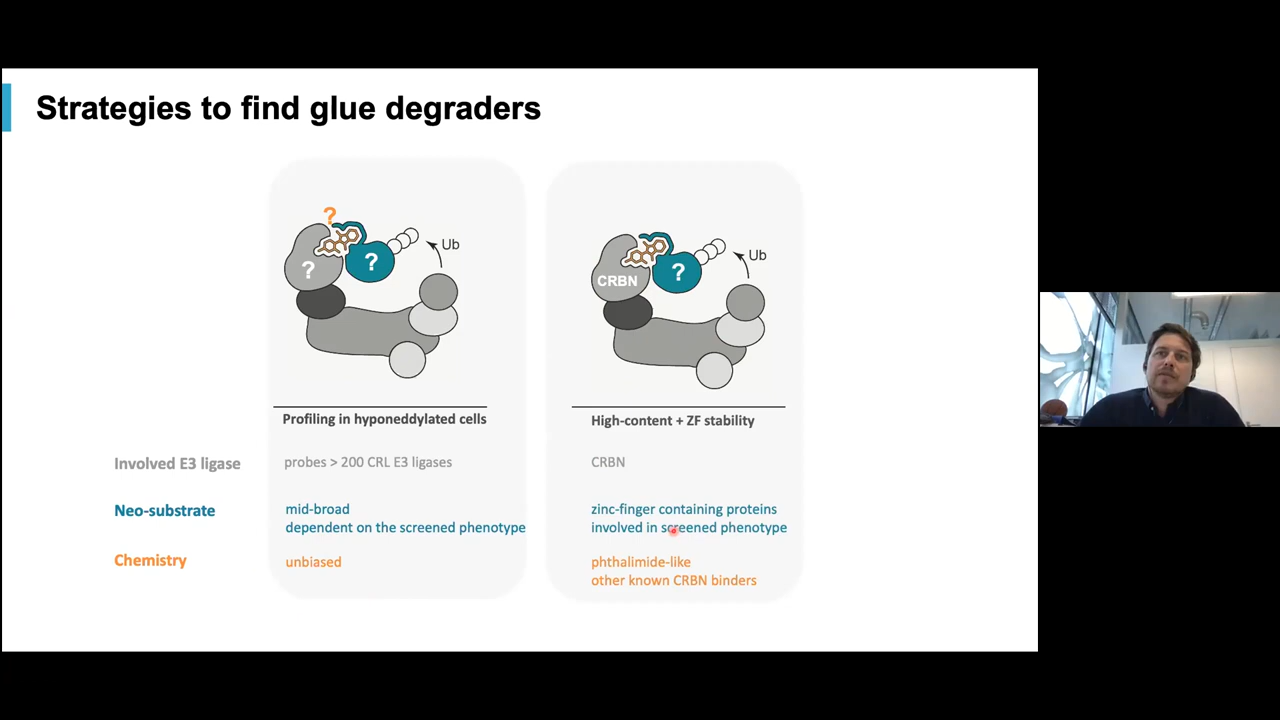 Strategies to find glue degraders
?
?
?
Ub
CRBN
?
Ub
Profiling in hyponeddylated cells
High-content + ZF stability
Involved E3 ligase
probes > 200 CRL E3 ligases
CRBN
Neo-substrate
mid-broad
dependent on the screened phenotype
zinc-finger containing proteins
involved in screened phenotype
Chemistry
unbiased
phthalimide-like
other known CRBN binders